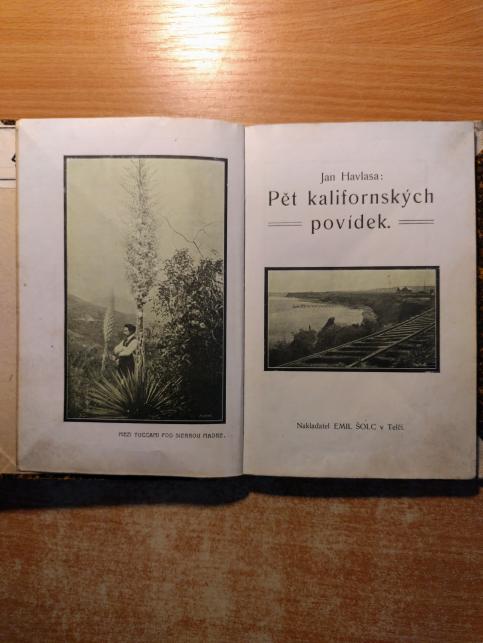 MEZI YUCCAMI POD SIERROU MADRE.
Jan Havlasa:
Pět kalifornských
povídek.
Nakladatel EMIL ŠOLC v Telči.